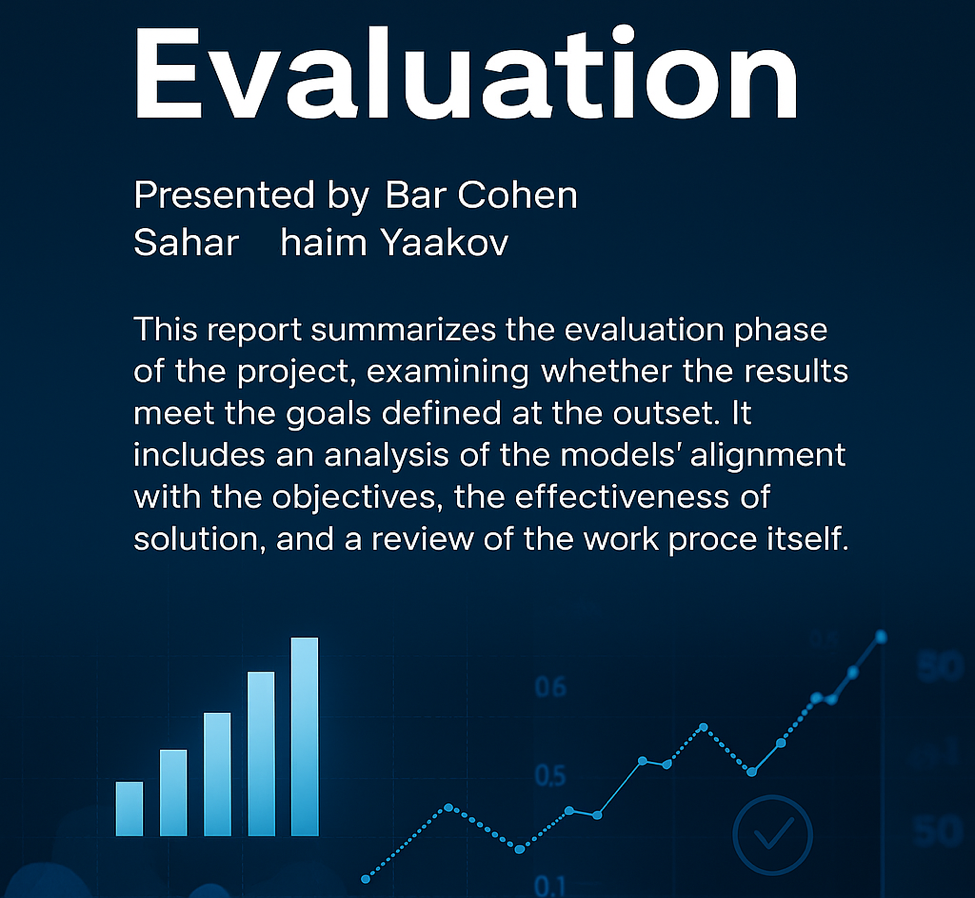 Evaluation
Presented by Bar Cohen
Sahar haim Yaakov
This report summarizes the evaluation phase
of the project, examining whether the results
meet the goals defined at the outset. It
includes an analysis of the models' alignment
with the objectives, the effectiveness of
solution, and a review of the work proce itself.
0.6
0.5
0.1
50